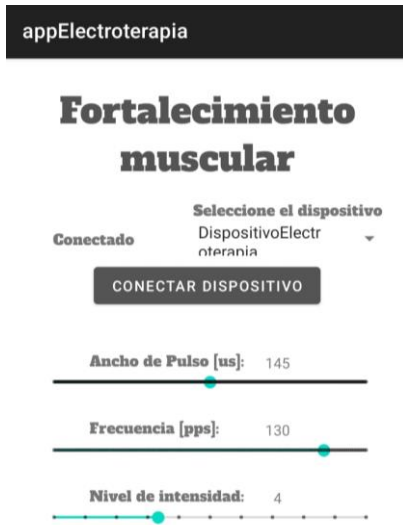 appElectroterapia
Fortalecimiento
muscular
Seleccione el dispositivo
DispositivoElectr
oterapia
Conectado
CONECTAR DISPOSITIVO
Ancho de Pulso [us]: 145
Frecuencia [pps]: 130
Nivel de intensidad: 4